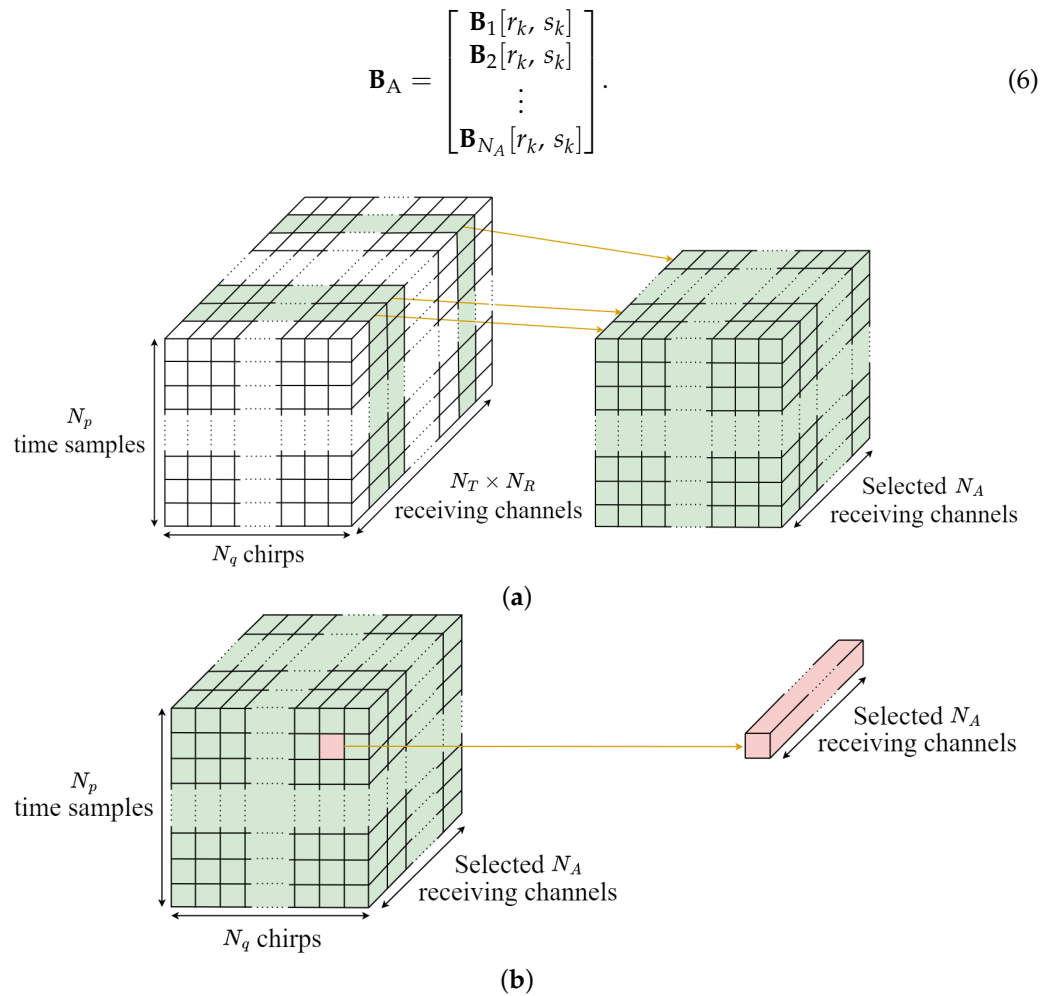 𝐁_A = [ 𝐁_1[r_k, s_k]
𝐁_2[r_k, s_k]
⋮
𝐁_{N_A}[r_k, s_k] ]. (6)
N_p
time samples
N_T × N_R
receiving channels
N_q chirps
Selected N_A
receiving channels
(a)
N_p
time samples
Selected N_A
receiving channels
N_q chirps
Selected N_A
receiving channels
(b)